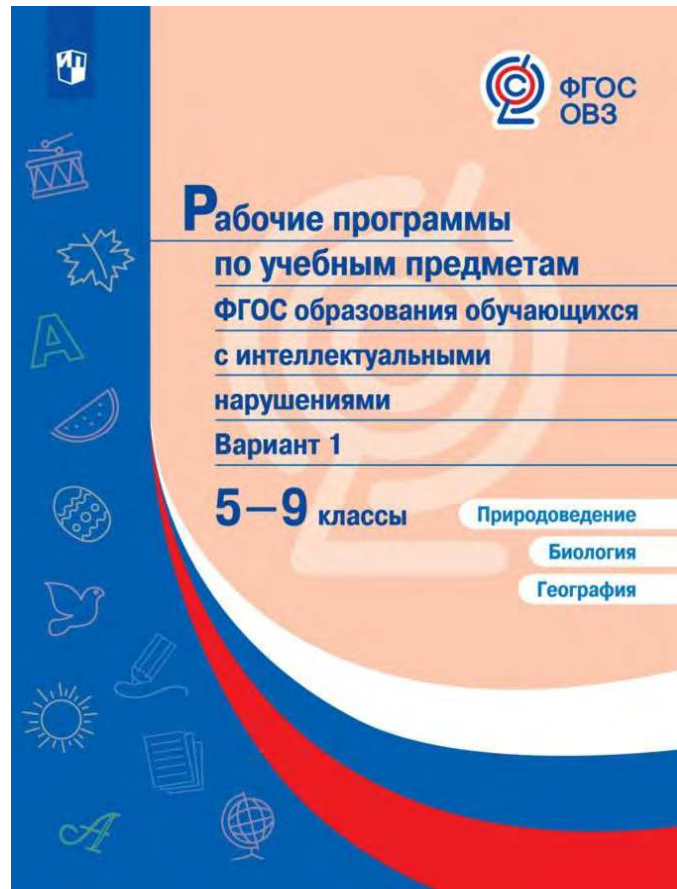 ФГОС
ОВЗ
Рабочие программы
по учебным предметам
ФГОС образования обучающихся
с интеллектуальными
нарушениями
Вариант 1
5–9 классы
Природоведение
Биология
География
А
А